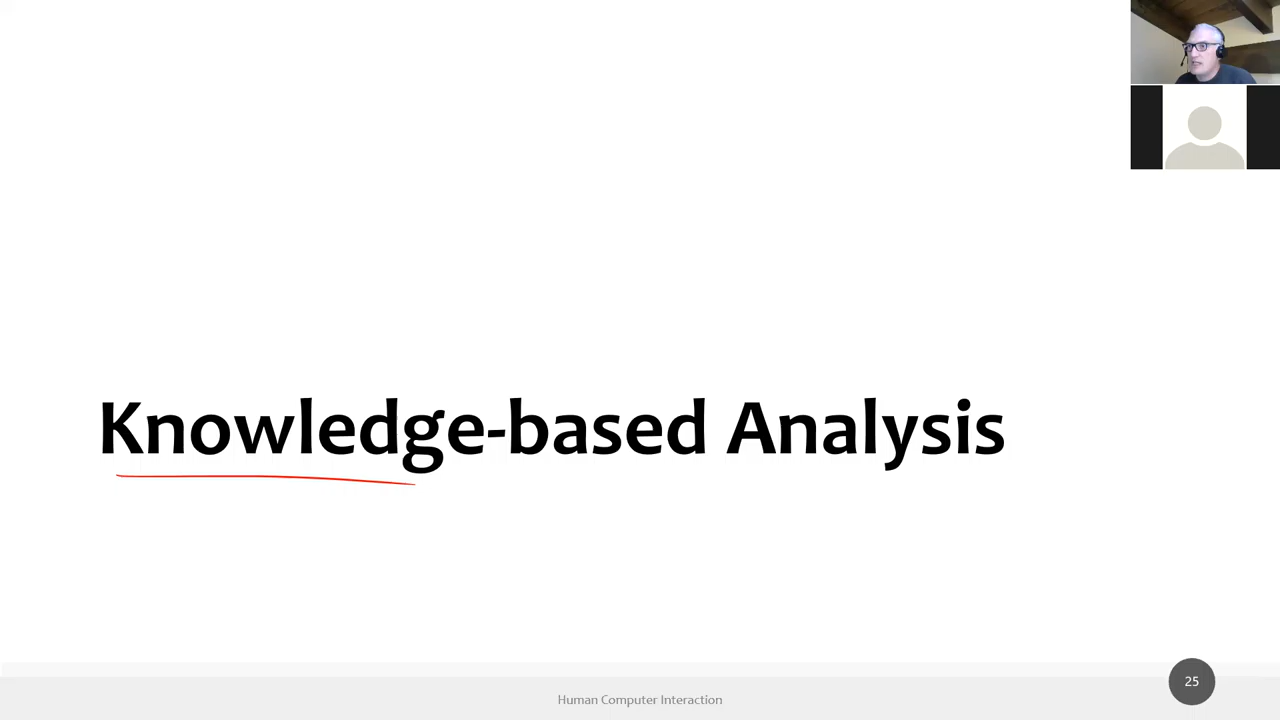 Knowledge-based Analysis
Human Computer Interaction
25